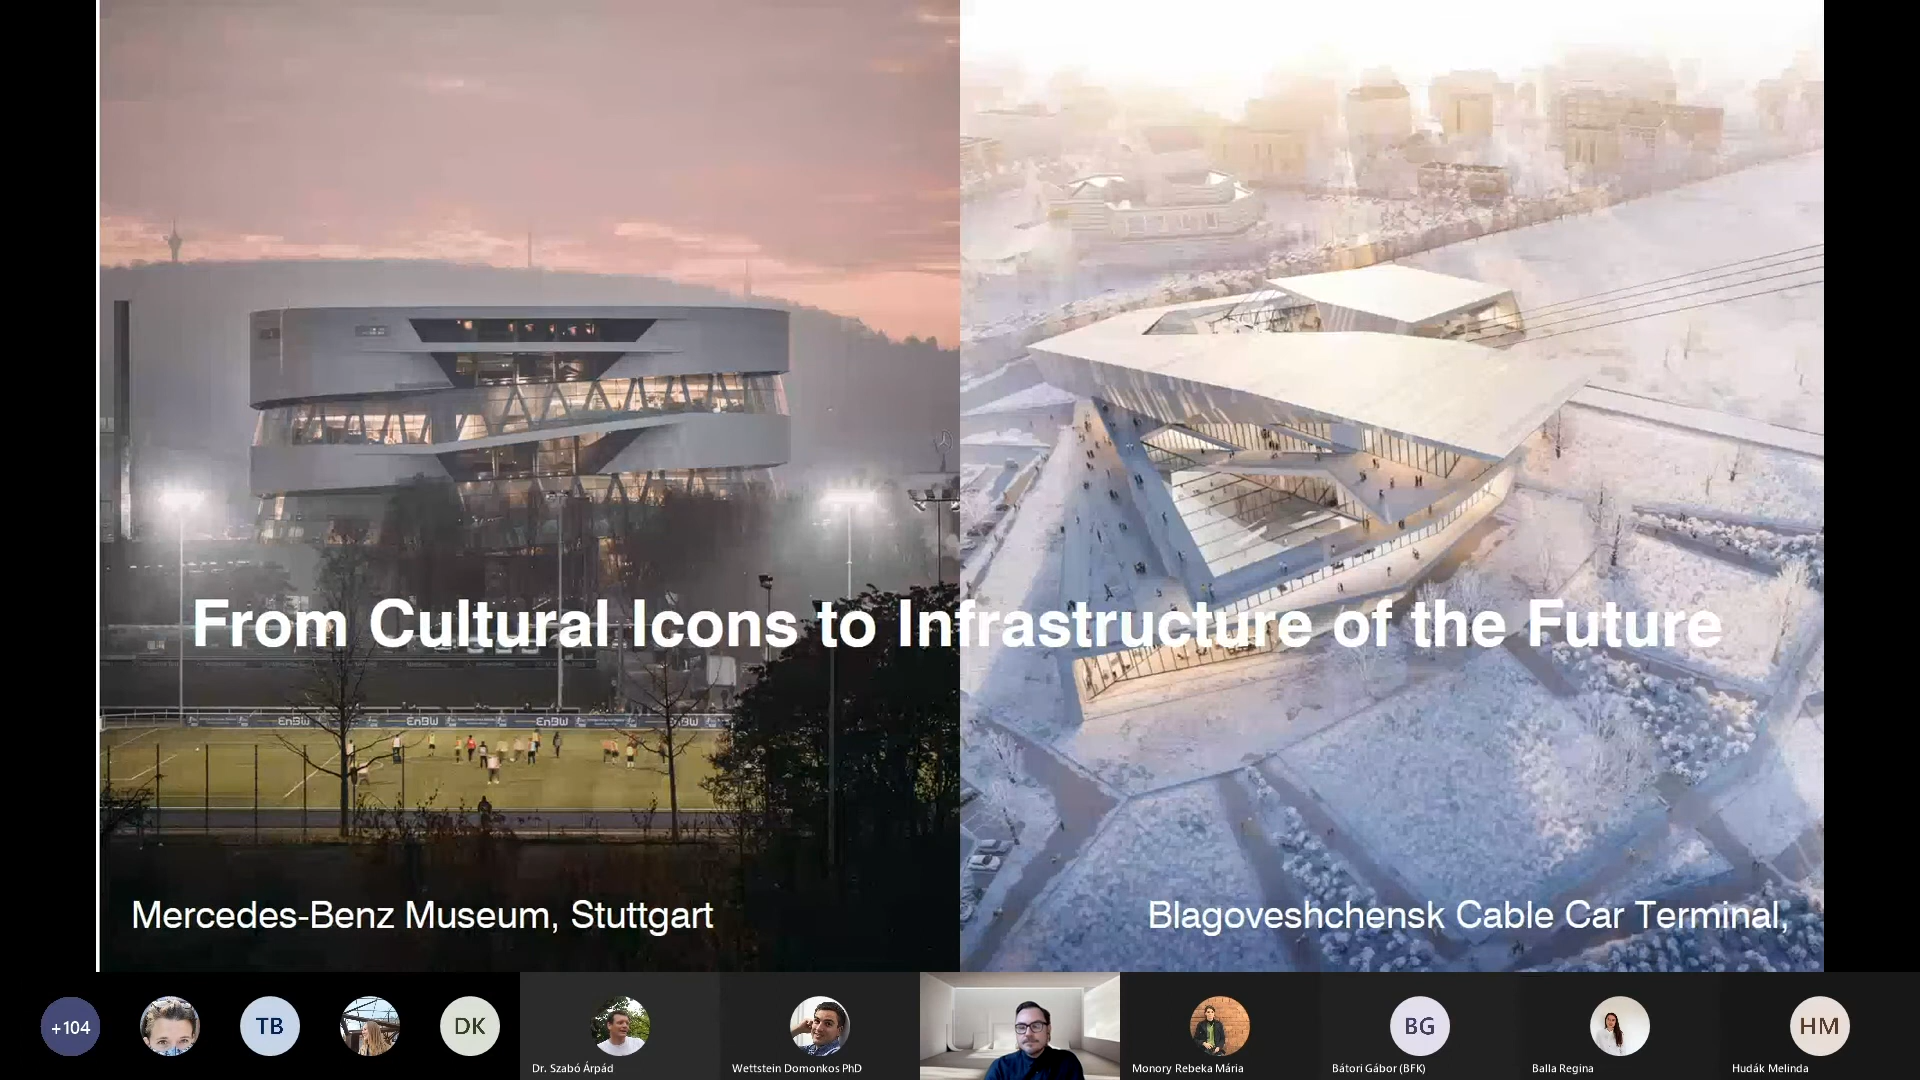 From Cultural Icons to Infrastructure of the Future
EnBW
EnBW
EnBW
Mercedes-Benz Museum, Stuttgart
Blagoveshchensk Cable Car Terminal,
+104
TB
DK
Dr. Szabó Árpád
Wettstein Domonkos PhD
Monory Rebeka Mária
BG
Bátori Gábor (BFK)
Balla Regina
HM
Hudák Melinda